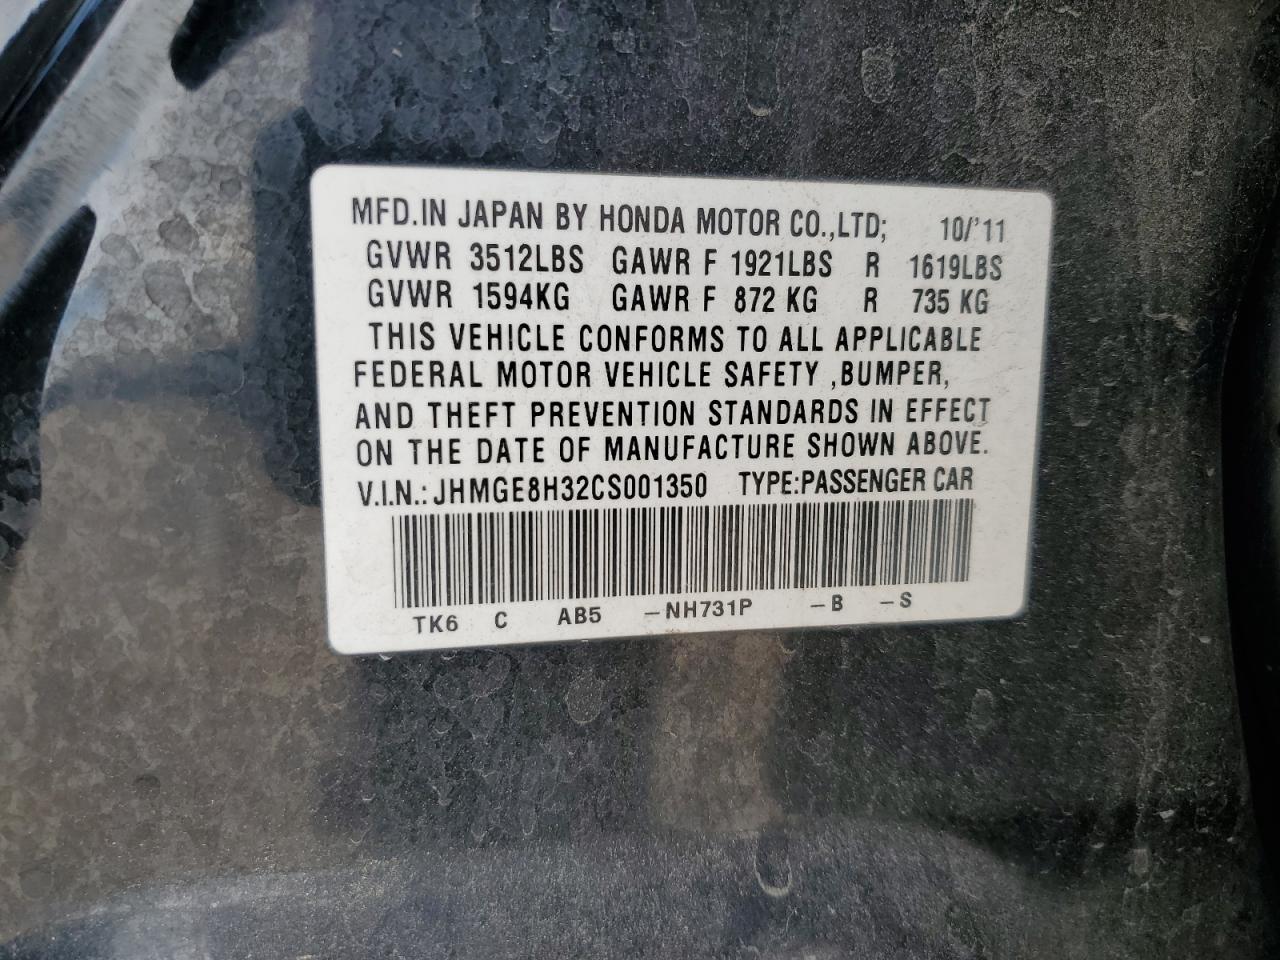 MFD.IN JAPAN BY HONDA MOTOR CO.,LTD; 10/'11
GVWR 3512LBS GAWR F 1921LBS R 1619LBS
GVWR 1594KG GAWR F 872 KG R 735 KG
THIS VEHICLE CONFORMS TO ALL APPLICABLE
FEDERAL MOTOR VEHICLE SAFETY ,BUMPER,
AND THEFT PREVENTION STANDARDS IN EFFECT
ON THE DATE OF MANUFACTURE SHOWN ABOVE.
V.I.N.: JHMGE8H32CS001350 TYPE:PASSENGER CAR
TK6 C AB5 –NH731P –B –S